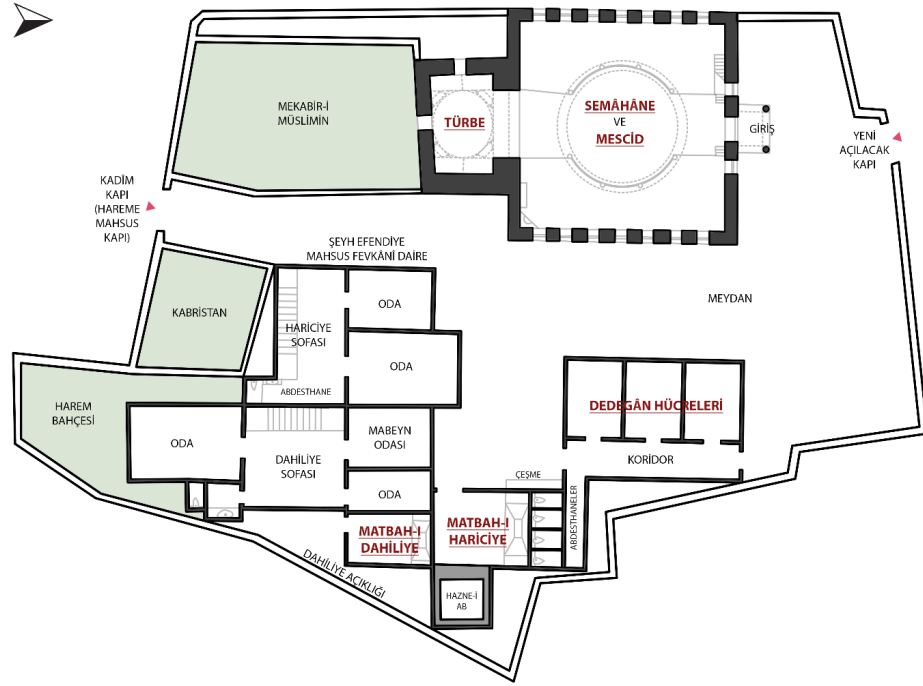 MEKABİR-İ
MÜSLİMİN
TÜRBE
SEMÂHÂNE
VE
MESCİD
GİRİŞ
YENİ
AÇILACAK
KAPI
KADİM
KAPI
(HAREME
MAHSUS
KAPI)
ŞEYH EFENDİYE
MAHSUS FEVKÂNÎ DAİRE
KABRİSTAN
HARİCİYE
SOFASI
ODA
MEYDAN
ODA
ABDESTHANE
HAREM
BAHÇESİ
ODA
DAHİLİYE
SOFASI
MABEYN
ODASI
ODA
DEDEGÂN HÜCRELERİ
KORİDOR
ÇEŞME
ABDESTHANELER
MATBAH-I
DAHİLİYE
MATBAH-I
HARİCİYE
DAHİLİYE AÇIKLIĞI
HAZNE-İ
AB